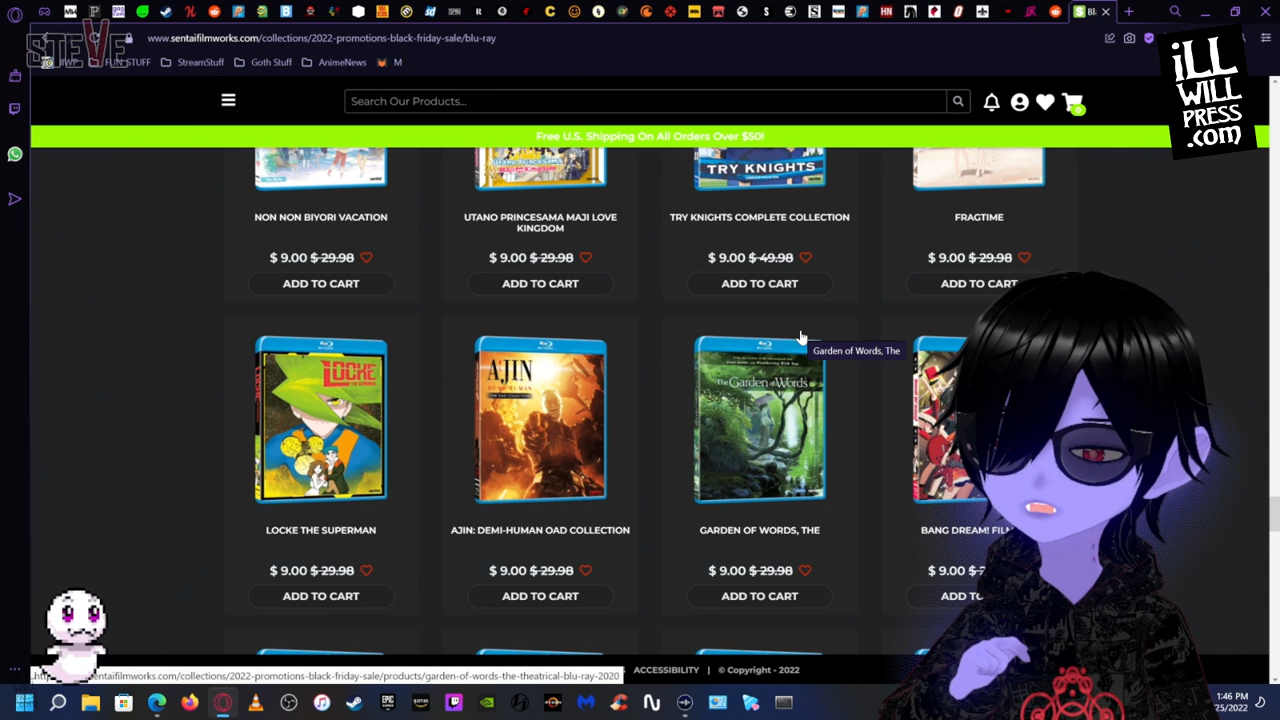 STEVE
www.sentaifilmworks.com/collections/2022-promotions-black-friday-sale/blu-ray
FUN STUFF
StreamStuff
Goth Stuff
AnimeNews
M
iLL
WiLL
PRESS
.com
Search Our Products...
0
Free U.S. Shipping On All Orders Over $50!
TRY KNIGHTS
NON NON BIYORI VACATION
UTANO PRINCESAMA MAJI LOVE
KINGDOM
TRY KNIGHTS COMPLETE COLLECTION
FRAGTIME
$ 9.00 $ 29.98
$ 9.00 $ 29.98
$ 9.00 $ 49.98
$ 9.00 $ 29.98
ADD TO CART
ADD TO CART
ADD TO CART
ADD TO CART
LOCKE
AJIN
The Garden of Words
Garden of Words, The
LOCKE THE SUPERMAN
AJIN: DEMI-HUMAN OAD COLLECTION
GARDEN OF WORDS, THE
BANG DREAM! FIL
$ 9.00 $ 29.98
$ 9.00 $ 29.98
$ 9.00 $ 29.98
$ 9.00
ADD TO CART
ADD TO CART
ADD TO CART
ADD TO
entaifilmworks.com/collections/2022-promotions-black-friday-sale/products/garden-of-words-the-theatrical-blu-ray-2020
ACCESSIBILITY | © Copyright - 2022
1:46 PM
25/2022